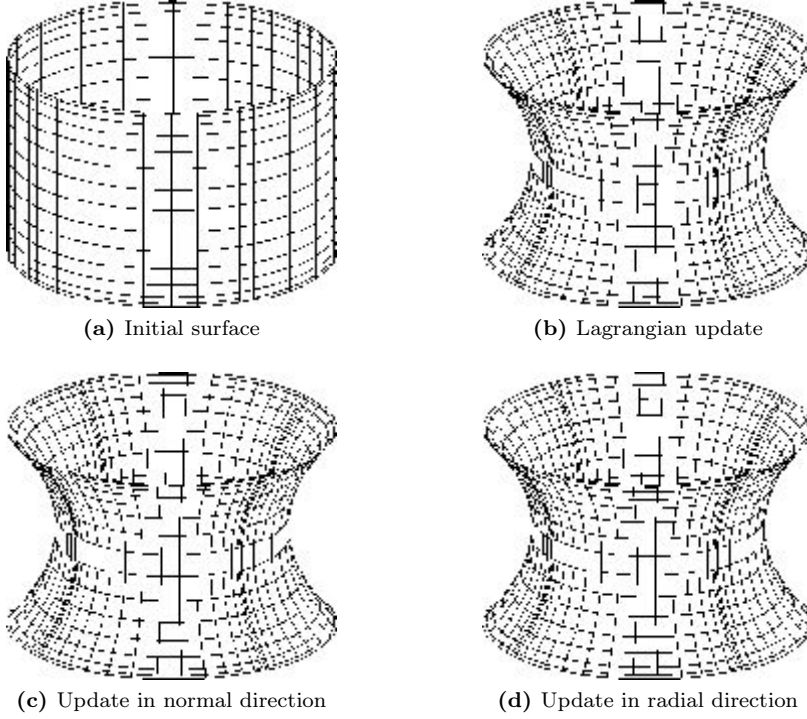 (a) Initial surface
(b) Lagrangian update
(c) Update in normal direction
(d) Update in radial direction